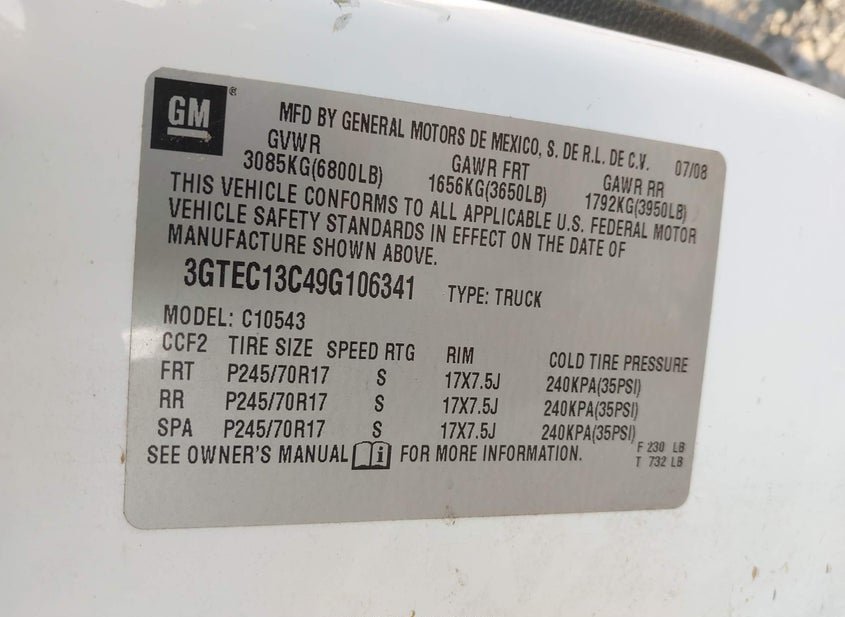 GM
®
MFD BY GENERAL MOTORS DE MEXICO, S. DE R.L. DE C.V. 07/08
GVWR GAWR FRT GAWR RR
3085KG(6800LB) 1656KG(3650LB) 1792KG(3950LB)
THIS VEHICLE CONFORMS TO ALL APPLICABLE U.S. FEDERAL MOTOR
VEHICLE SAFETY STANDARDS IN EFFECT ON THE DATE OF
MANUFACTURE SHOWN ABOVE.
3GTEC13C49G106341 TYPE: TRUCK
MODEL: C10543
CCF2 TIRE SIZE SPEED RTG RIM COLD TIRE PRESSURE
FRT P245/70R17 S 17X7.5J 240KPA(35PSI)
RR P245/70R17 S 17X7.5J 240KPA(35PSI)
SPA P245/70R17 S 17X7.5J 240KPA(35PSI)
SEE OWNER'S MANUAL i FOR MORE INFORMATION.
F 230 LB
T 732 LB